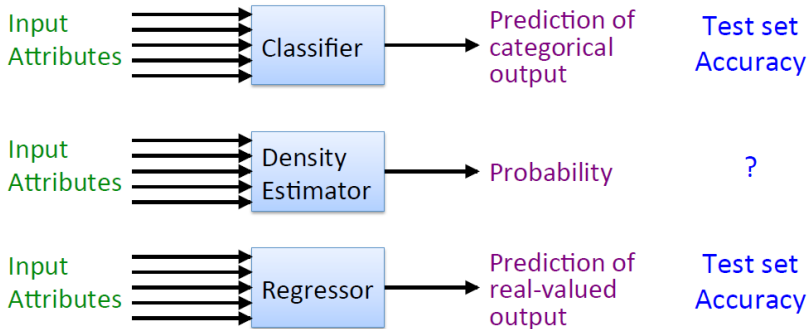 Input
Attributes
Classifier
Prediction of
categorical
output
Test set
Accuracy
Input
Attributes
Density
Estimator
Probability
?
Input
Attributes
Regressor
Prediction of
real-valued
output
Test set
Accuracy